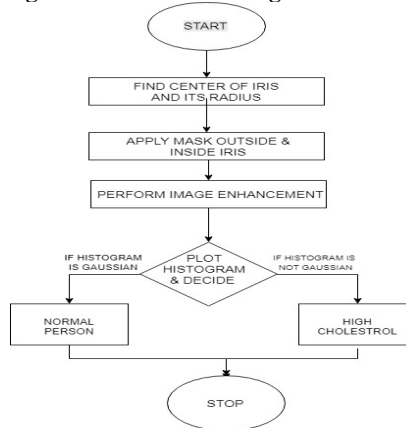 START
FIND CENTER OF IRIS
AND ITS RADIUS
APPLY MASK OUTSIDE &
INSIDE IRIS
PERFORM IMAGE ENHANCEMENT
IF HISTOGRAM
IS GAUSSIAN
PLOT
HISTOGRAM
& DECIDE
IF HISTOGRAM IS
NOT GAUSSIAN
NORMAL
PERSON
HIGH
CHOLESTROL
STOP